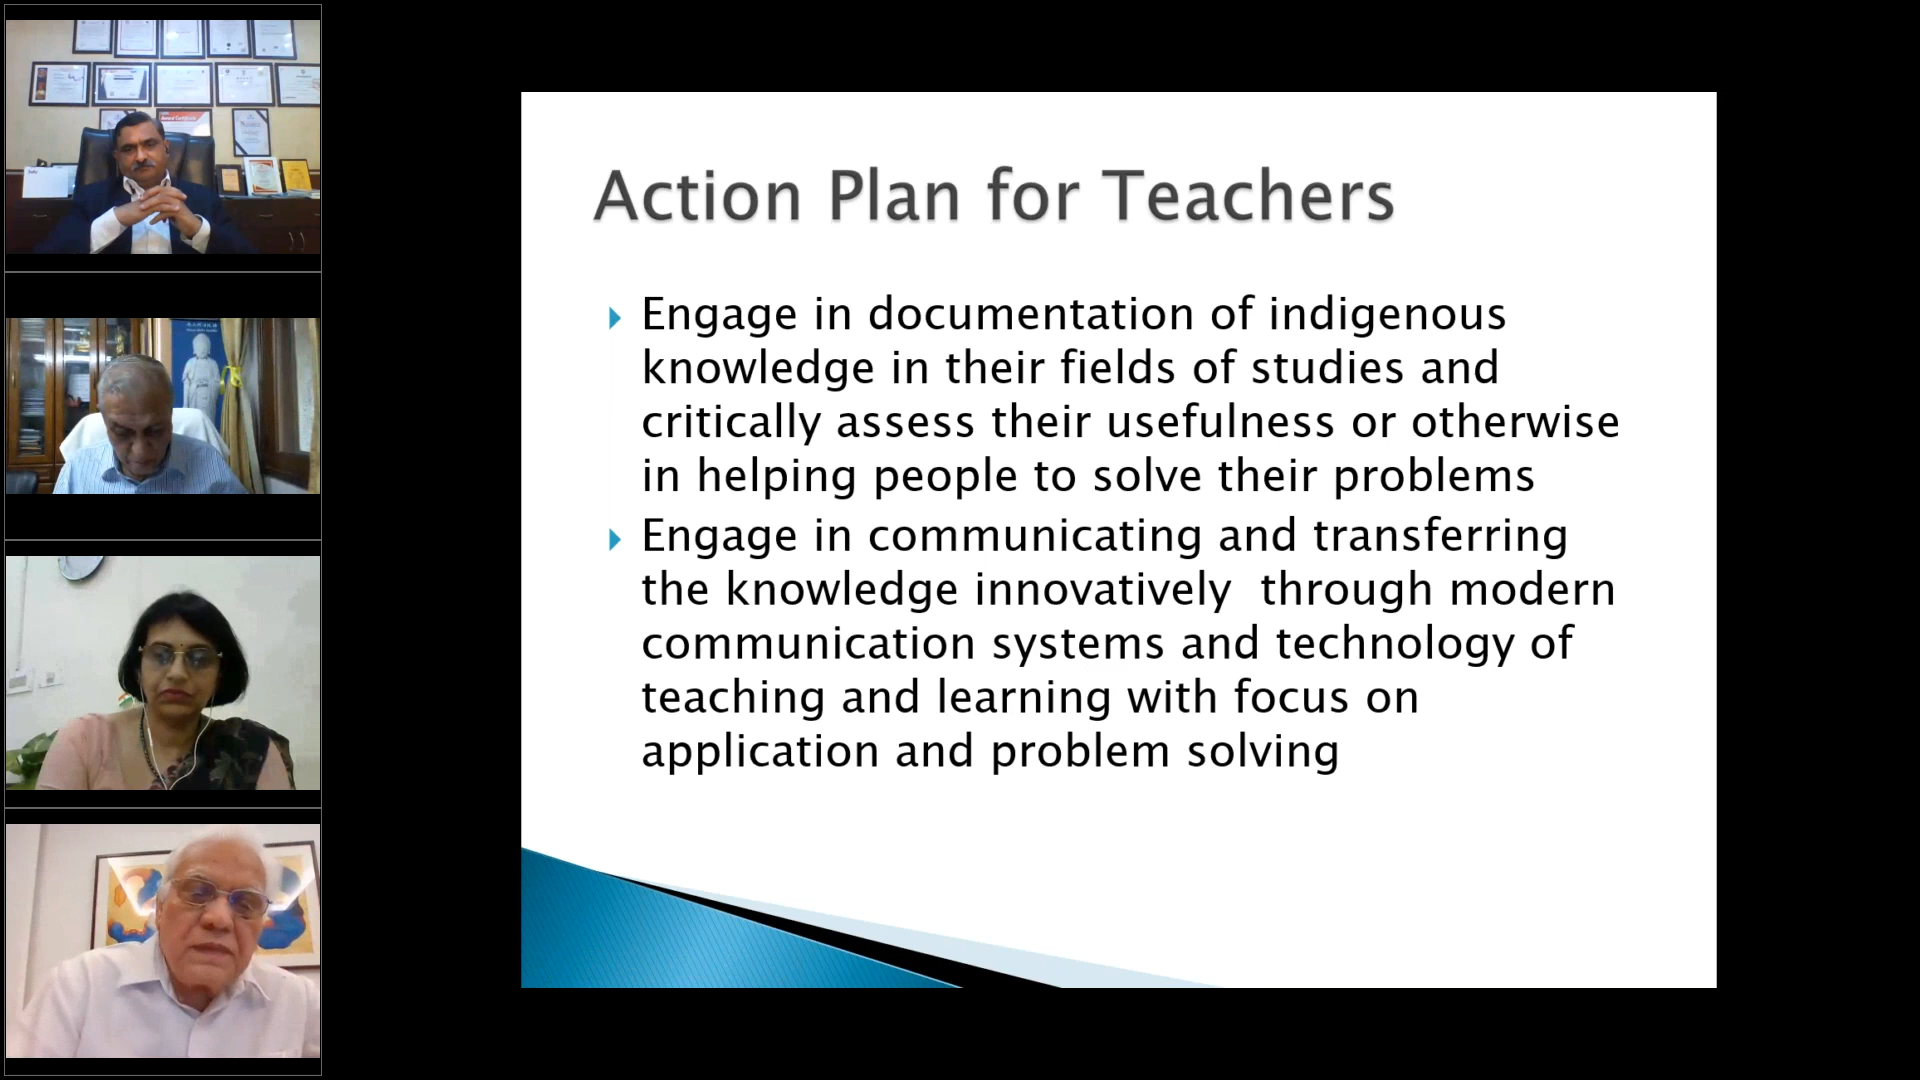 Action Plan for Teachers
Engage in documentation of indigenous
knowledge in their fields of studies and
critically assess their usefulness or otherwise
in helping people to solve their problems
Engage in communicating and transferring
the knowledge innovatively  through modern
communication systems and technology of
teaching and learning with focus on
application and problem solving